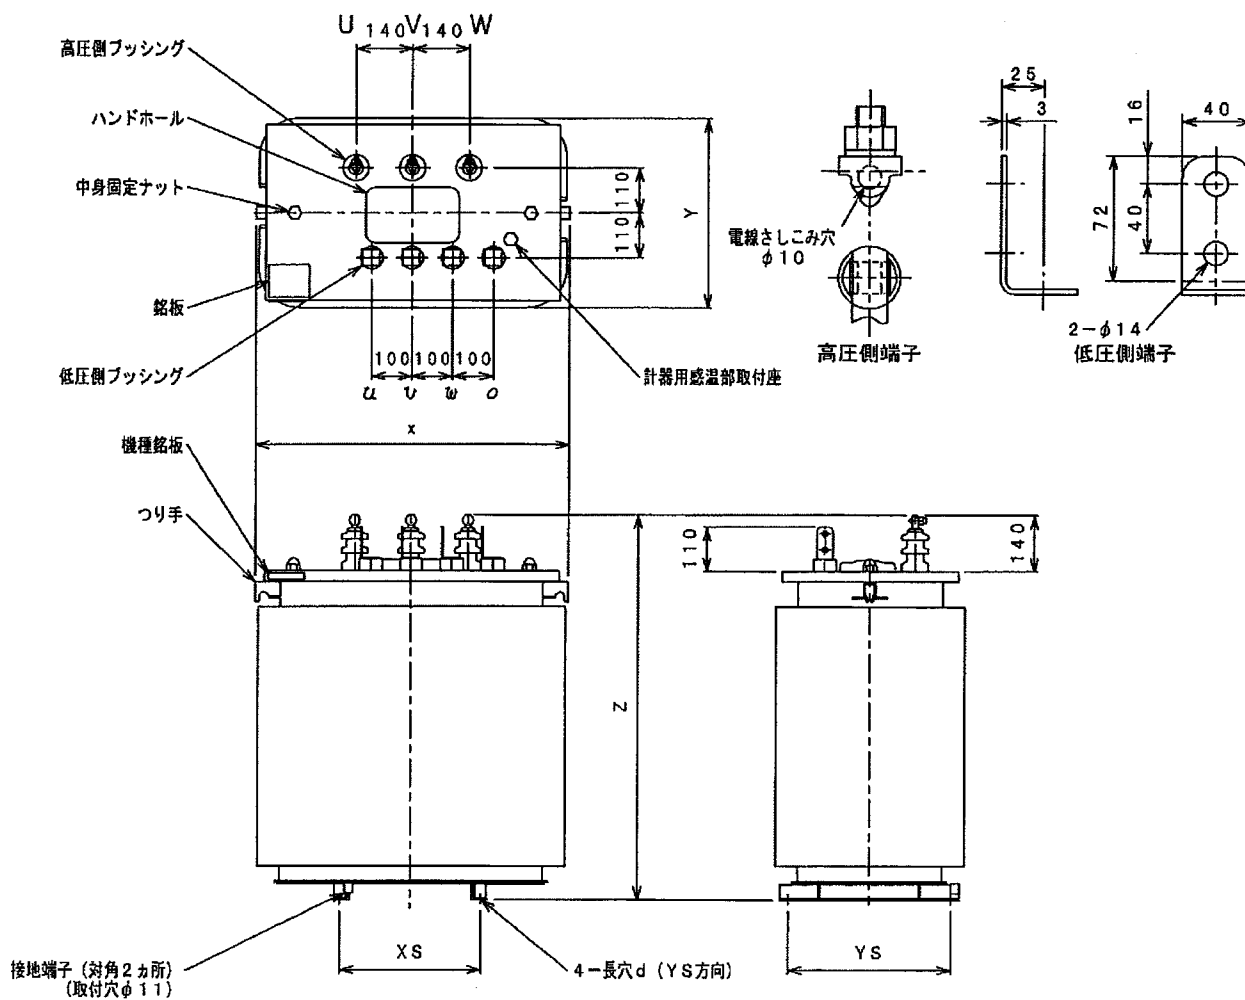 U 140 V 140 W
高圧側ブッシング
ハンドホール
中身固定ナット
銘板
低圧側ブッシング
110
110
Y
100 100 100
u v w o
計器用感温部取付座
x
電線さしこみ穴
φ10
高圧側端子
25
3
16
40
72
40
2-φ14
低圧側端子
機種銘板
つり手
Z
110
140
XS
YS
接地端子(対角2ヵ所)
(取付穴φ11)
4-長穴d(YS方向)